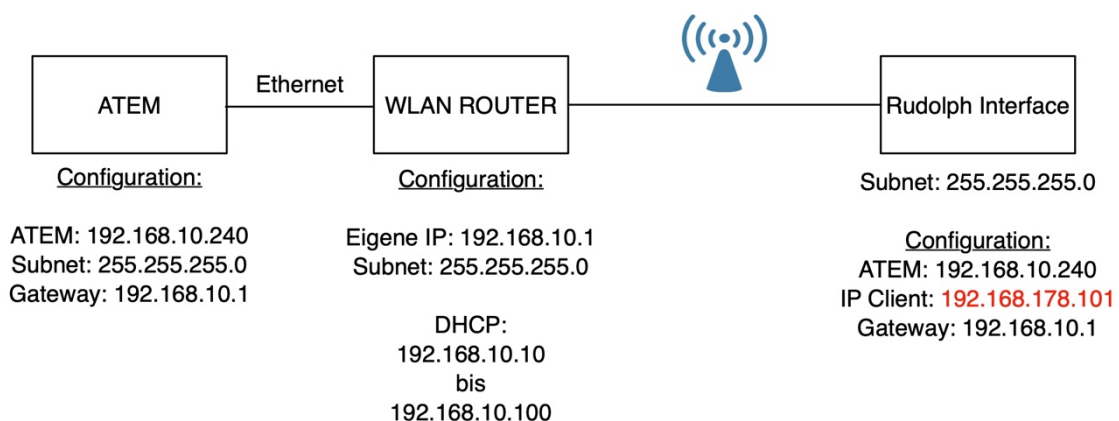 ATEM
Ethernet
WLAN ROUTER
Rudolph Interface
Configuration:
ATEM: 192.168.10.240
Subnet: 255.255.255.0
Gateway: 192.168.10.1
Configuration:
Eigene IP: 192.168.10.1
Subnet: 255.255.255.0
DHCP:
192.168.10.10
bis
192.168.10.100
Subnet: 255.255.255.0
Configuration:
ATEM: 192.168.10.240
IP Client: 192.168.178.101
Gateway: 192.168.10.1